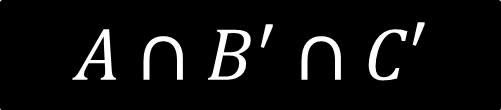 A ∩ B′ ∩ C′